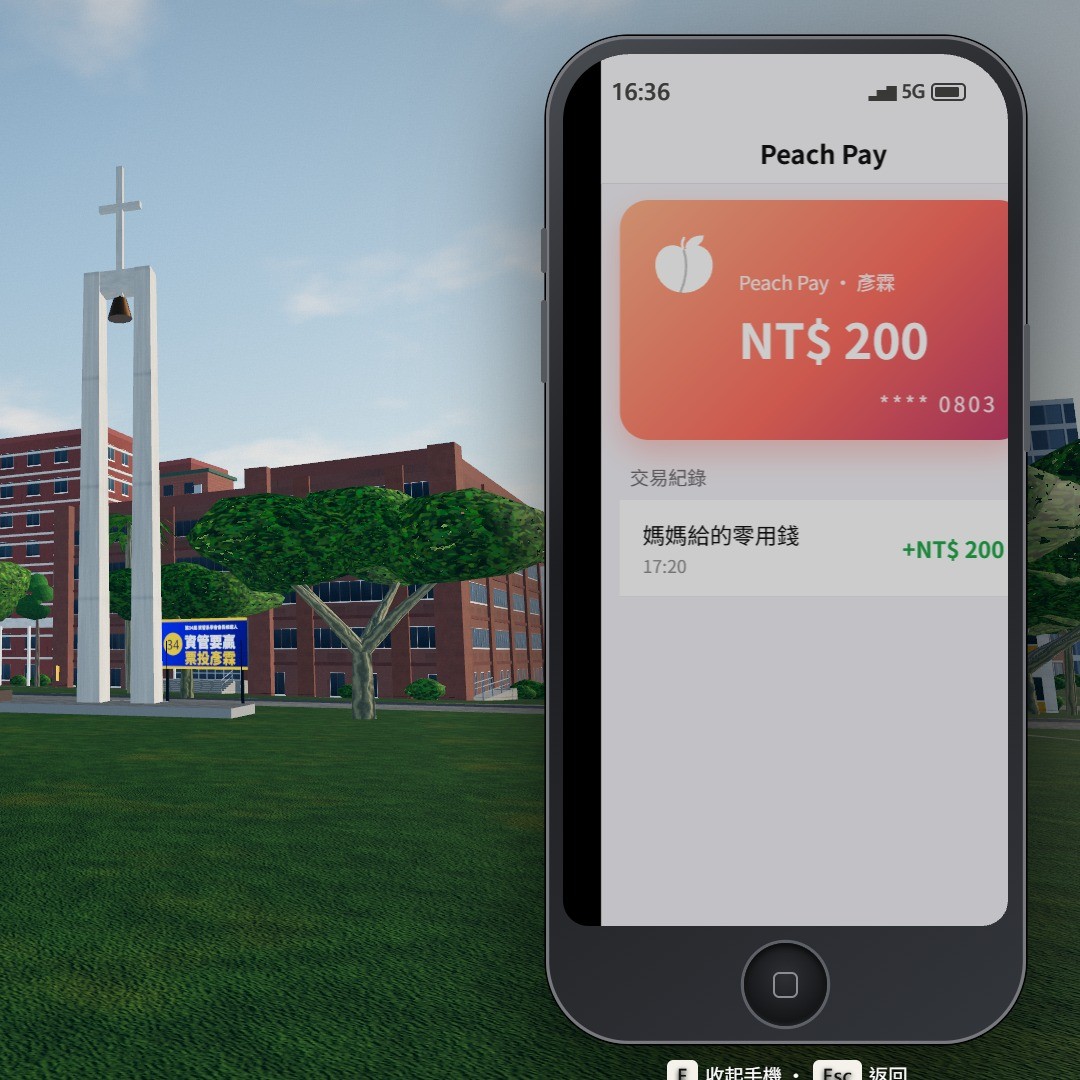 16:36
5G
Peach Pay
Peach Pay • 彥霖
NT$ 200
**** 0803
交易紀錄
媽媽給的零用錢
+NT$ 200
17:20
34
資管要贏
票投彥霖
收起手機 • Esc 返回